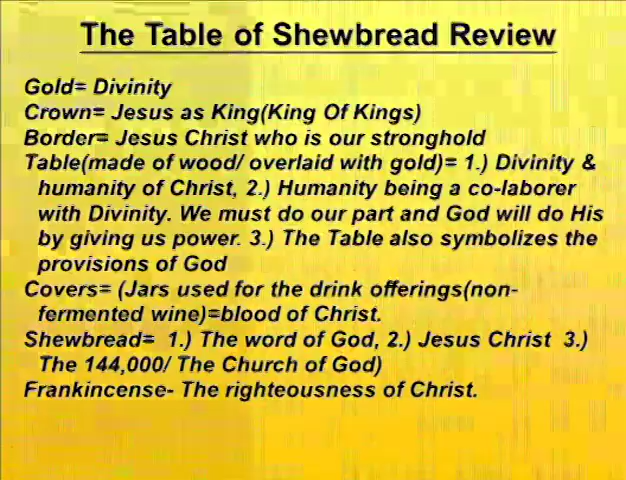 The Table of Shewbread Review
Gold= Divinity
Crown= Jesus as King(King Of Kings)
Border= Jesus Christ who is our stronghold
Table(made of wood/ overlaid with gold)= 1.) Divinity &
humanity of Christ, 2.) Humanity being a co-laborer
with Divinity. We must do our part and God will do His
by giving us power. 3.) The Table also symbolizes the
provisions of God
Covers= (Jars used for the drink offerings(non-
fermented wine)=blood of Christ.
Shewbread= 1.) The word of God, 2.) Jesus Christ 3.)
The 144,000/ The Church of God)
Frankincense- The righteousness of Christ.